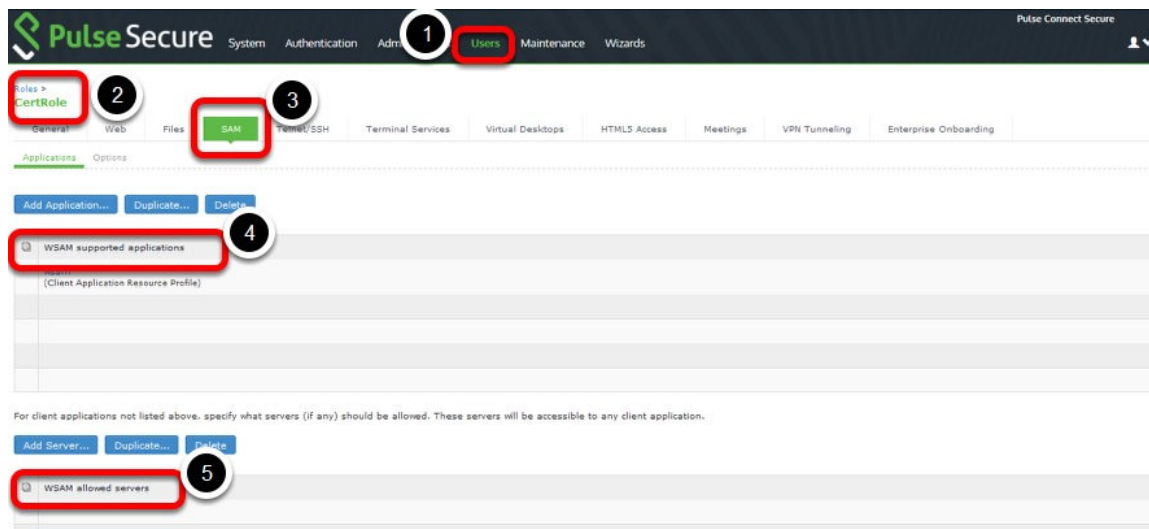 Pulse Connect Secure
Pulse Secure
System Authentication Users Maintenance Wizards
1
Roles >
CertRole
2
3
General Web Files SAM Telnet/SSH Terminal Services Virtual Desktops HTML5 Access Meetings VPN Tunneling Enterprise Onboarding
Applications Options
Add Application... Duplicate... Delete
4
WSAM supported applications
(Client Application Resource Profile)
For client applications not listed above, specify what servers (if any) should be allowed. These servers will be accessible to any client application.
Add Server... Duplicate... Delete
5
WSAM allowed servers